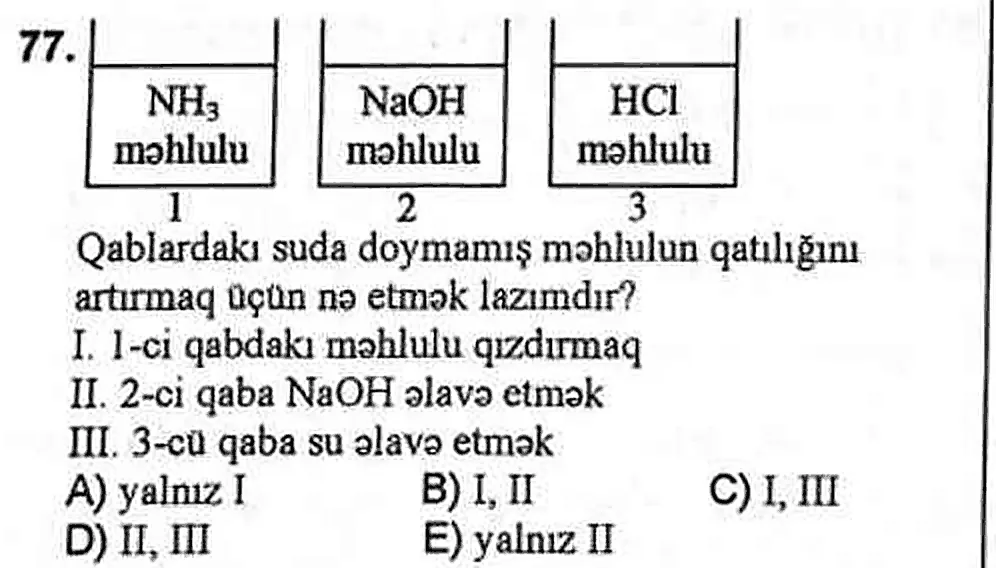 77.
NH₃ məhlulu
NaOH məhlulu
HCl məhlulu
1 2 3
Qablardakı suda doymamış məhlulun qatılığını
artırmaq üçün nə etmək lazımdır?
I. 1-ci qabdakı məhlulu qızdırmaq
II. 2-ci qaba NaOH əlavə etmək
III. 3-cü qaba su əlavə etmək
A) yalnız I B) I, II C) I, III
D) II, III E) yalnız II